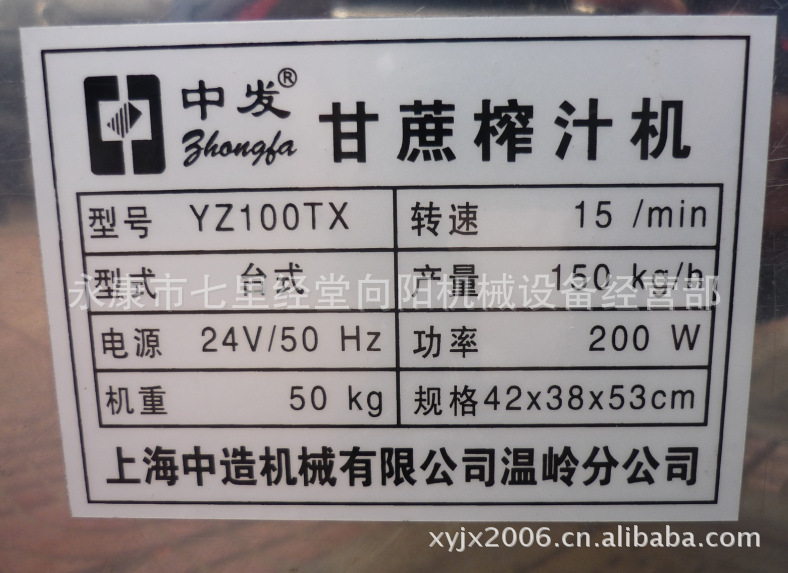 中发® 甘蔗榨汁机
Zhongfa
型号 YZ100TX 转速 15 /min
型式 台式 产量 150 kg/h
永康市七里经堂向阳机械设备经营部
电源 24V/50 Hz 功率 200 W
机重 50 kg 规格42x38x53cm
上海中造机械有限公司温岭分公司
xyjx2006.cn.alibaba.com